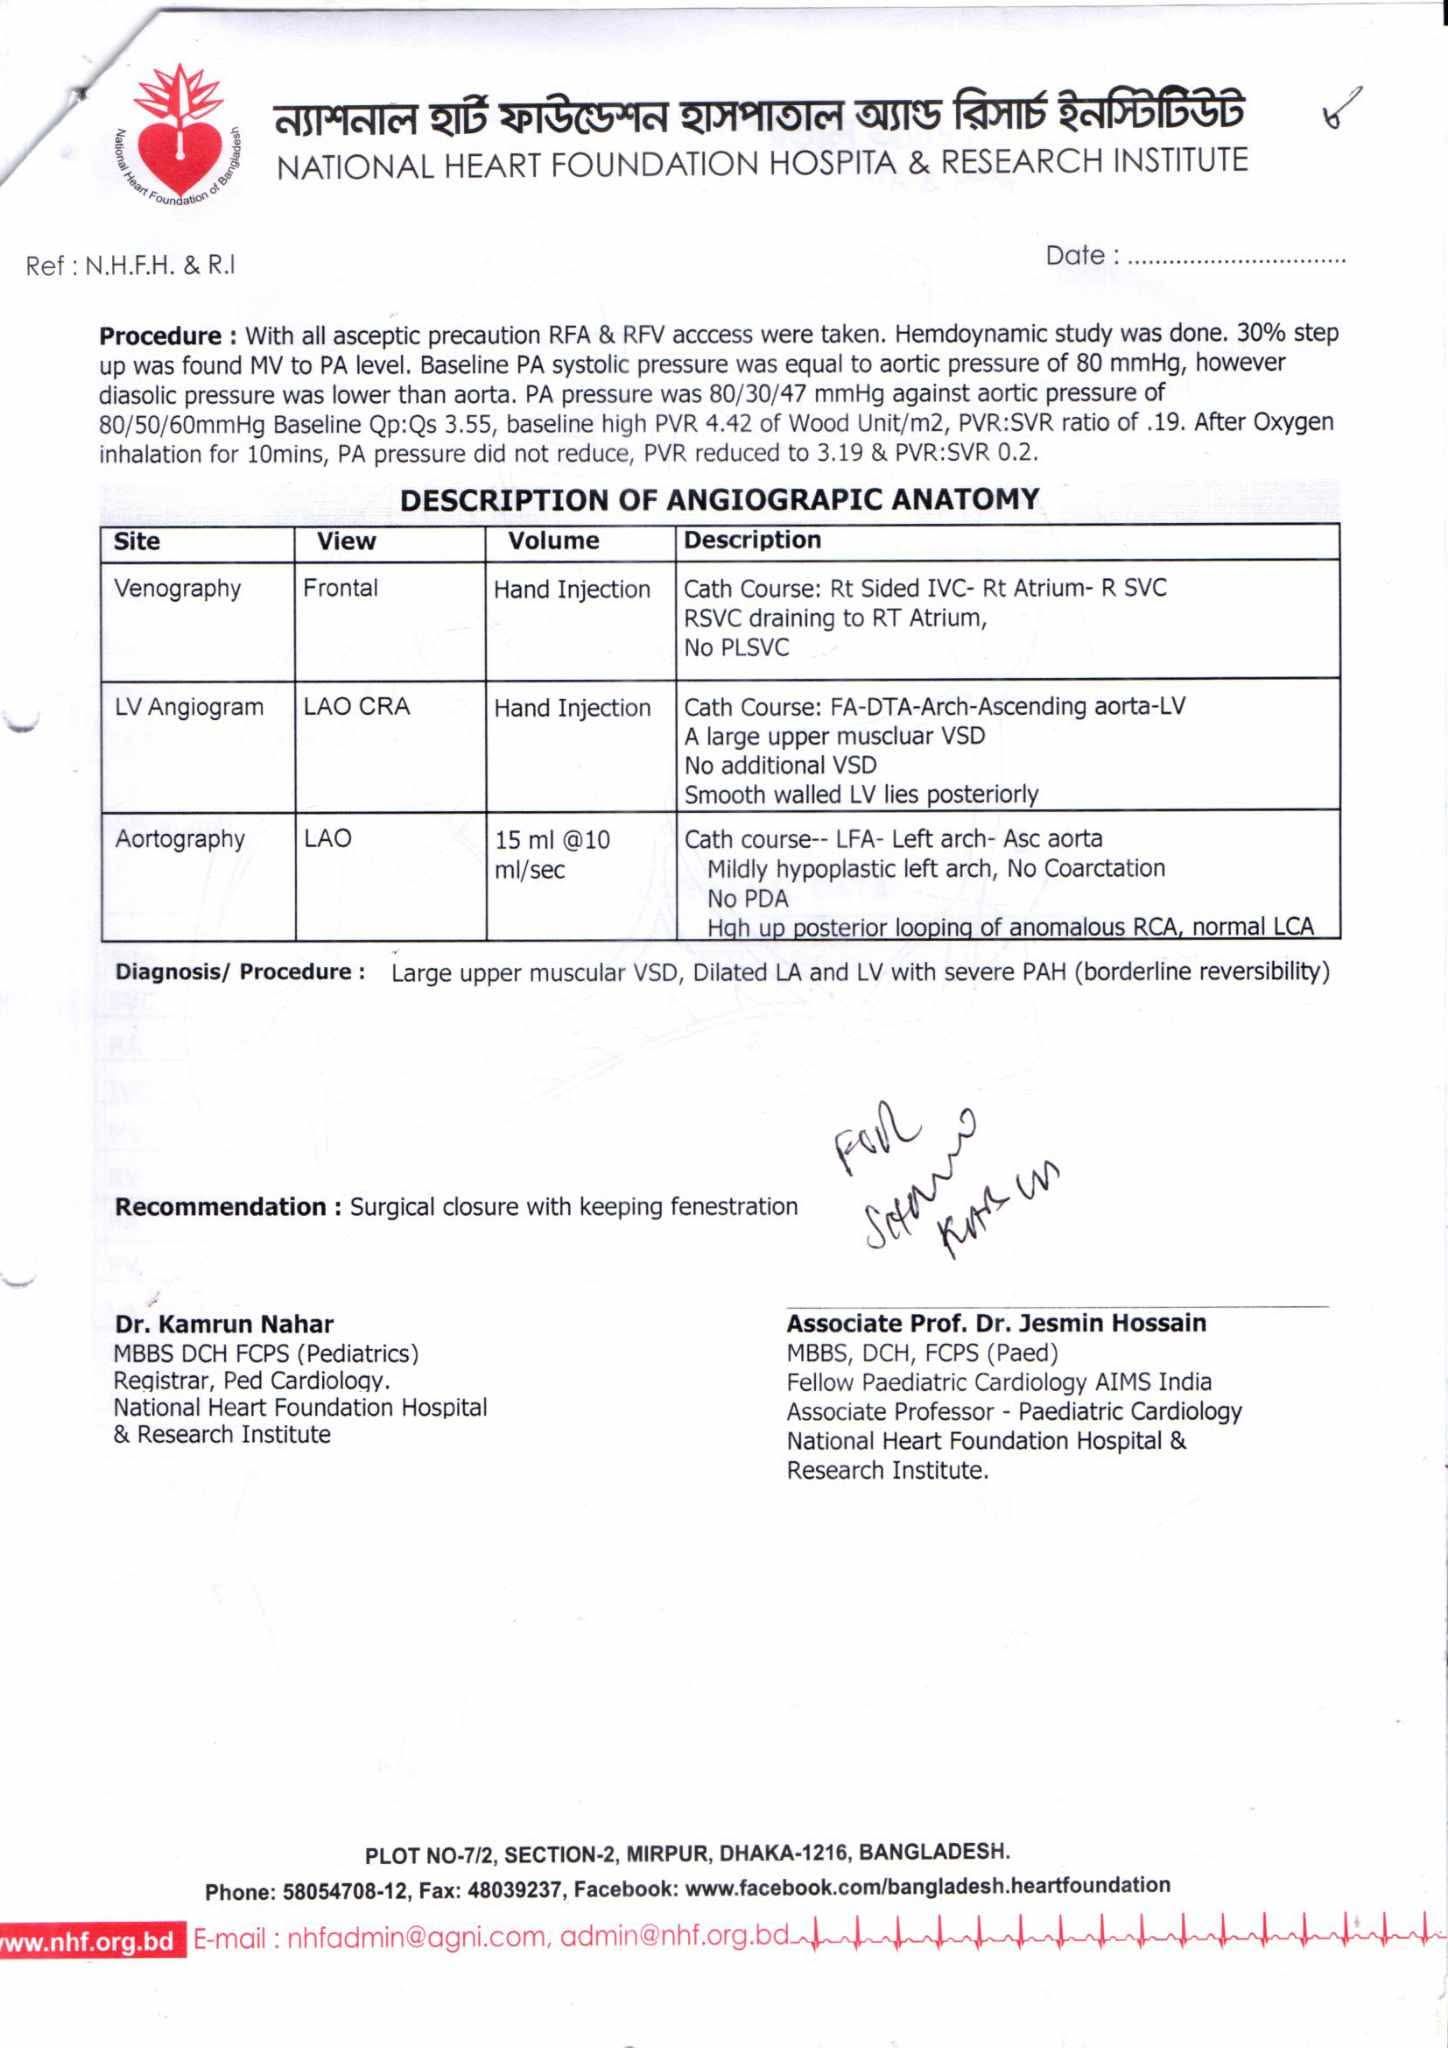 ন্যাশনাল হার্ট ফাউন্ডেশন হাসপাতাল অ্যান্ড রিসার্চ ইনস্টিটিউট
৮
NATIONAL HEART FOUNDATION HOSPITA & RESEARCH INSTITUTE
National Heart Foundation of Bangladesh
Ref : N.H.F.H. & R.I
Date : ................................
Procedure : With all asceptic precaution RFA & RFV acccess were taken. Hemdoynamic study was done. 30% step
up was found MV to PA level. Baseline PA systolic pressure was equal to aortic pressure of 80 mmHg, however
diasolic pressure was lower than aorta. PA pressure was 80/30/47 mmHg against aortic pressure of
80/50/60mmHg Baseline Qp:Qs 3.55, baseline high PVR 4.42 of Wood Unit/m2, PVR:SVR ratio of .19. After Oxygen
inhalation for 10mins, PA pressure did not reduce, PVR reduced to 3.19 & PVR:SVR 0.2.
DESCRIPTION OF ANGIOGRAPIC ANATOMY
Site View Volume Description
Venography Frontal Hand Injection Cath Course: Rt Sided IVC- Rt Atrium- R SVC
RSVC draining to RT Atrium,
No PLSVC
LV Angiogram LAO CRA Hand Injection Cath Course: FA-DTA-Arch-Ascending aorta-LV
A large upper muscluar VSD
No additional VSD
Smooth walled LV lies posteriorly
Aortography LAO 15 ml @10 Cath course-- LFA- Left arch- Asc aorta
ml/sec Mildly hypoplastic left arch, No Coarctation
No PDA
Hgh up posterior looping of anomalous RCA, normal LCA
Diagnosis/ Procedure : Large upper muscular VSD, Dilated LA and LV with severe PAH (borderline reversibility)
FOR
Recommendation : Surgical closure with keeping fenestration
Dr. Kamrun Nahar
MBBS DCH FCPS (Pediatrics)
Registrar, Ped Cardiology.
National Heart Foundation Hospital
& Research Institute
Associate Prof. Dr. Jesmin Hossain
MBBS, DCH, FCPS (Paed)
Fellow Paediatric Cardiology AIMS India
Associate Professor - Paediatric Cardiology
National Heart Foundation Hospital &
Research Institute.
PLOT NO-7/2, SECTION-2, MIRPUR, DHAKA-1216, BANGLADESH.
Phone: 58054708-12, Fax: 48039237, Facebook: www.facebook.com/bangladesh.heartfoundation
www.nhf.org.bd E-mail : nhfadmin@agni.com, admin@nhf.org.bd